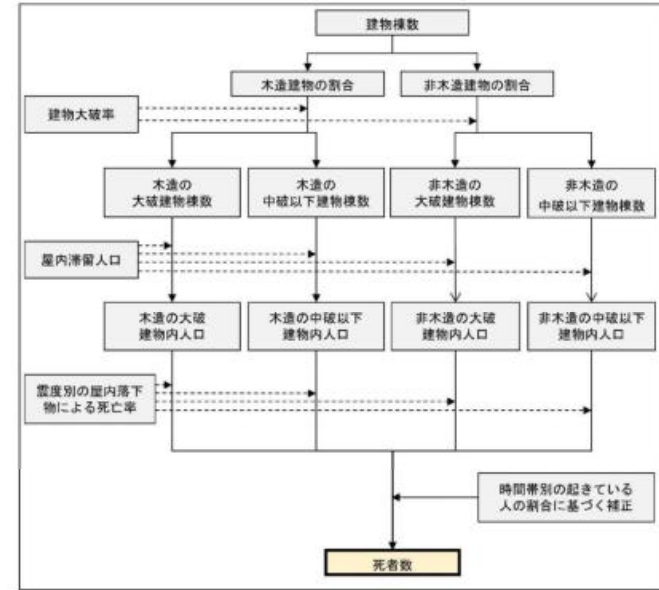 建物棟数
木造建物の割合
非木造建物の割合
建物大破率
木造の
大破建物棟数
木造の
中破以下建物棟数
非木造の
大破建物棟数
非木造の
中破以下建物棟数
屋内滞留人口
木造の大破
建物内人口
木造の中破以下
建物内人口
非木造の大破
建物内人口
非木造の中破以下
建物内人口
震度別の屋内落下
物による死亡率
時間帯別の起きている
人の割合に基づく補正
死者数